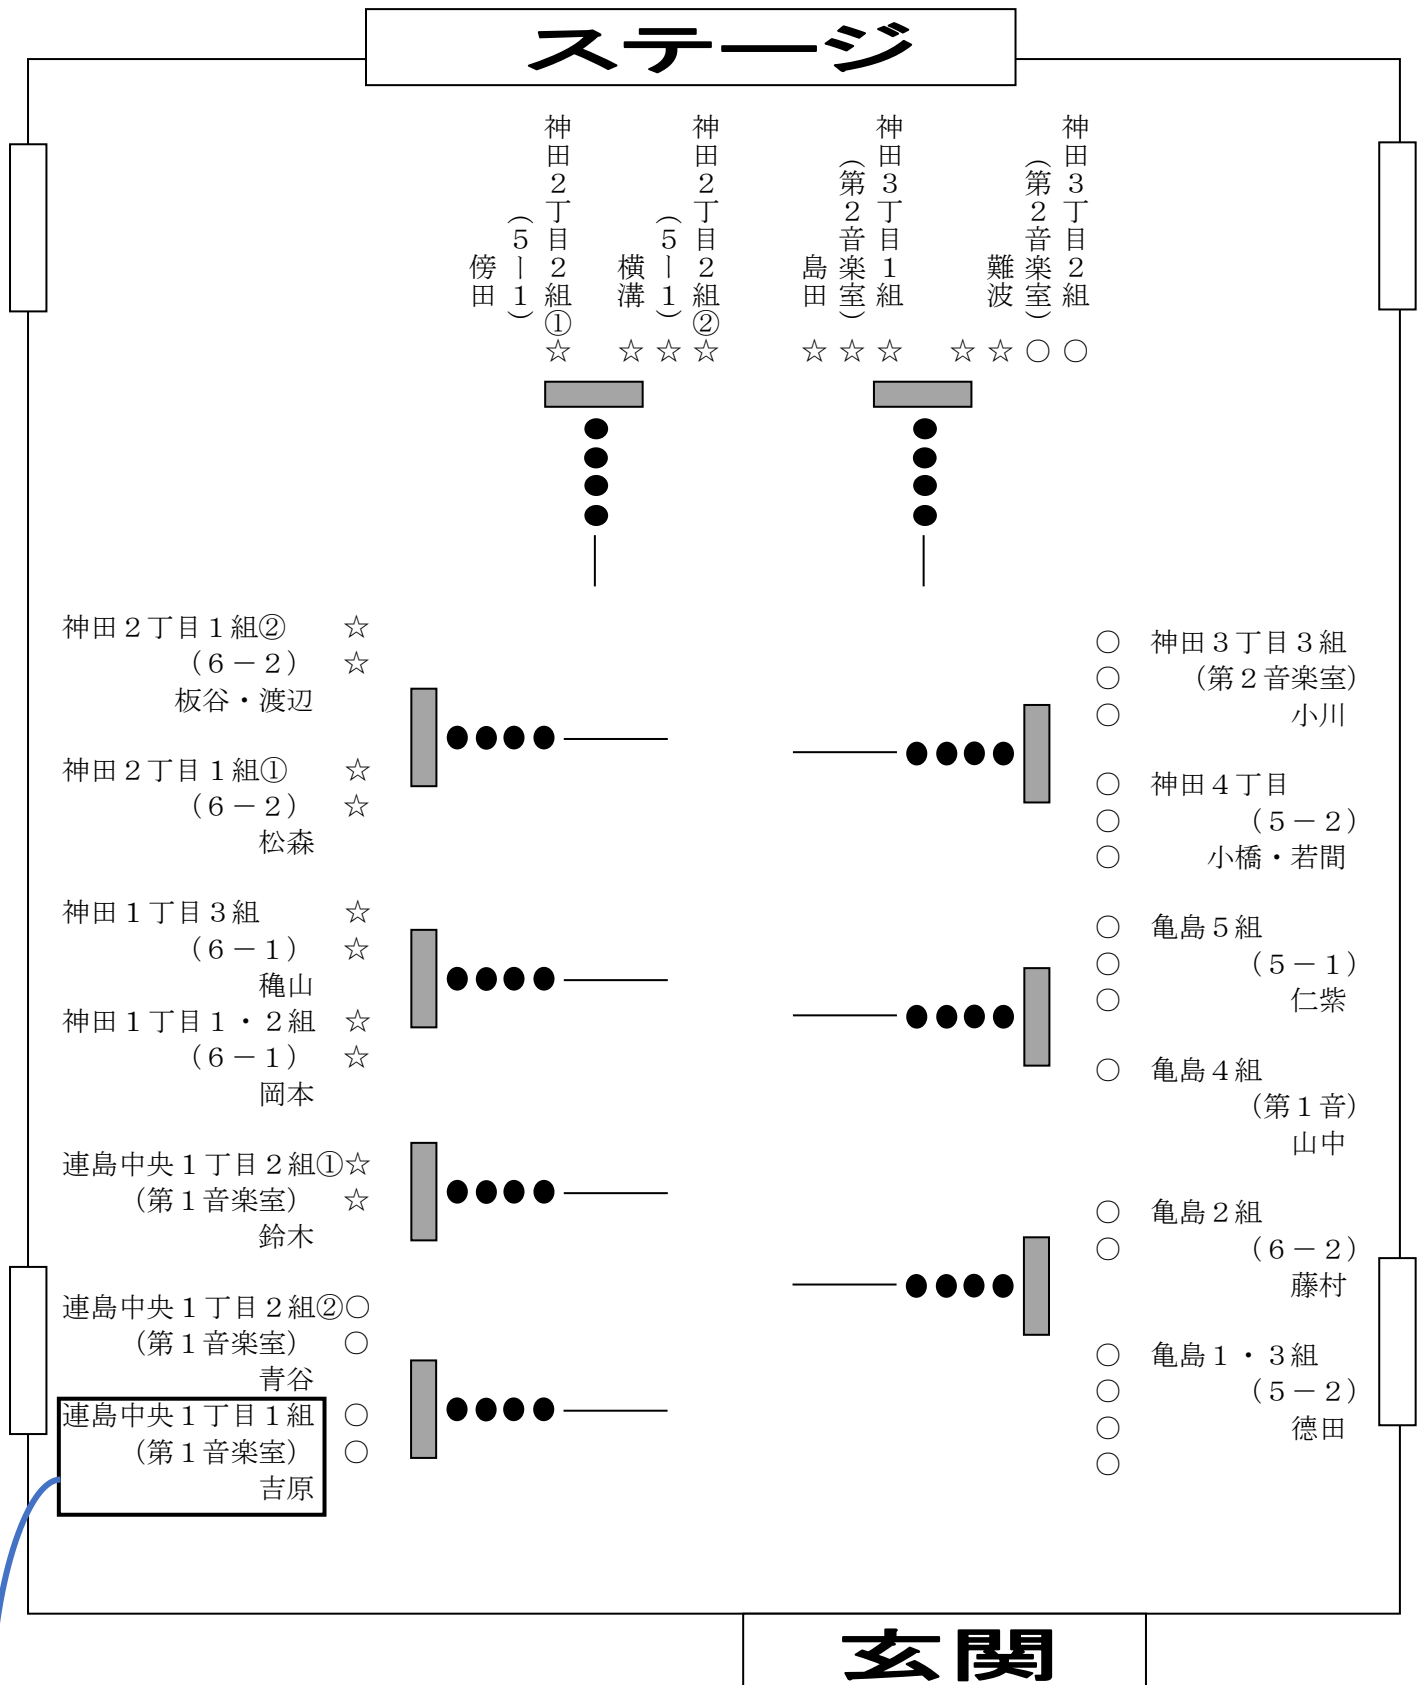 ステージ
神田３丁目２組
（第２音楽室）
難波
○
○
☆
☆
神田３丁目１組
（第２音楽室）
島田
☆
☆
☆
神田２丁目２組②
（５－１）
横溝
☆
☆
☆
神田２丁目２組①
（５－１）
傍田
☆
神田２丁目１組② ☆
（６－２） ☆
板谷・渡辺
神田２丁目１組① ☆
（６－２） ☆
松森
神田１丁目３組 ☆
（６－１） ☆
穐山
神田１丁目１・２組 ☆
（６－１） ☆
岡本
連島中央１丁目２組①☆
（第１音楽室） ☆
鈴木
連島中央１丁目２組②○
（第１音楽室） ○
青谷
連島中央１丁目１組 ○
（第１音楽室） ○
吉原
○ 神田３丁目３組
○ （第２音楽室）
○ 小川
○ 神田４丁目
○ （５－２）
○ 小橋・若間
○ 亀島５組
○ （５－１）
○ 仁紫
○ 亀島４組
（第１音）
山中
○ 亀島２組
○ （６－２）
藤村
○ 亀島１・３組
○ （５－２）
○ 德田
○
玄関